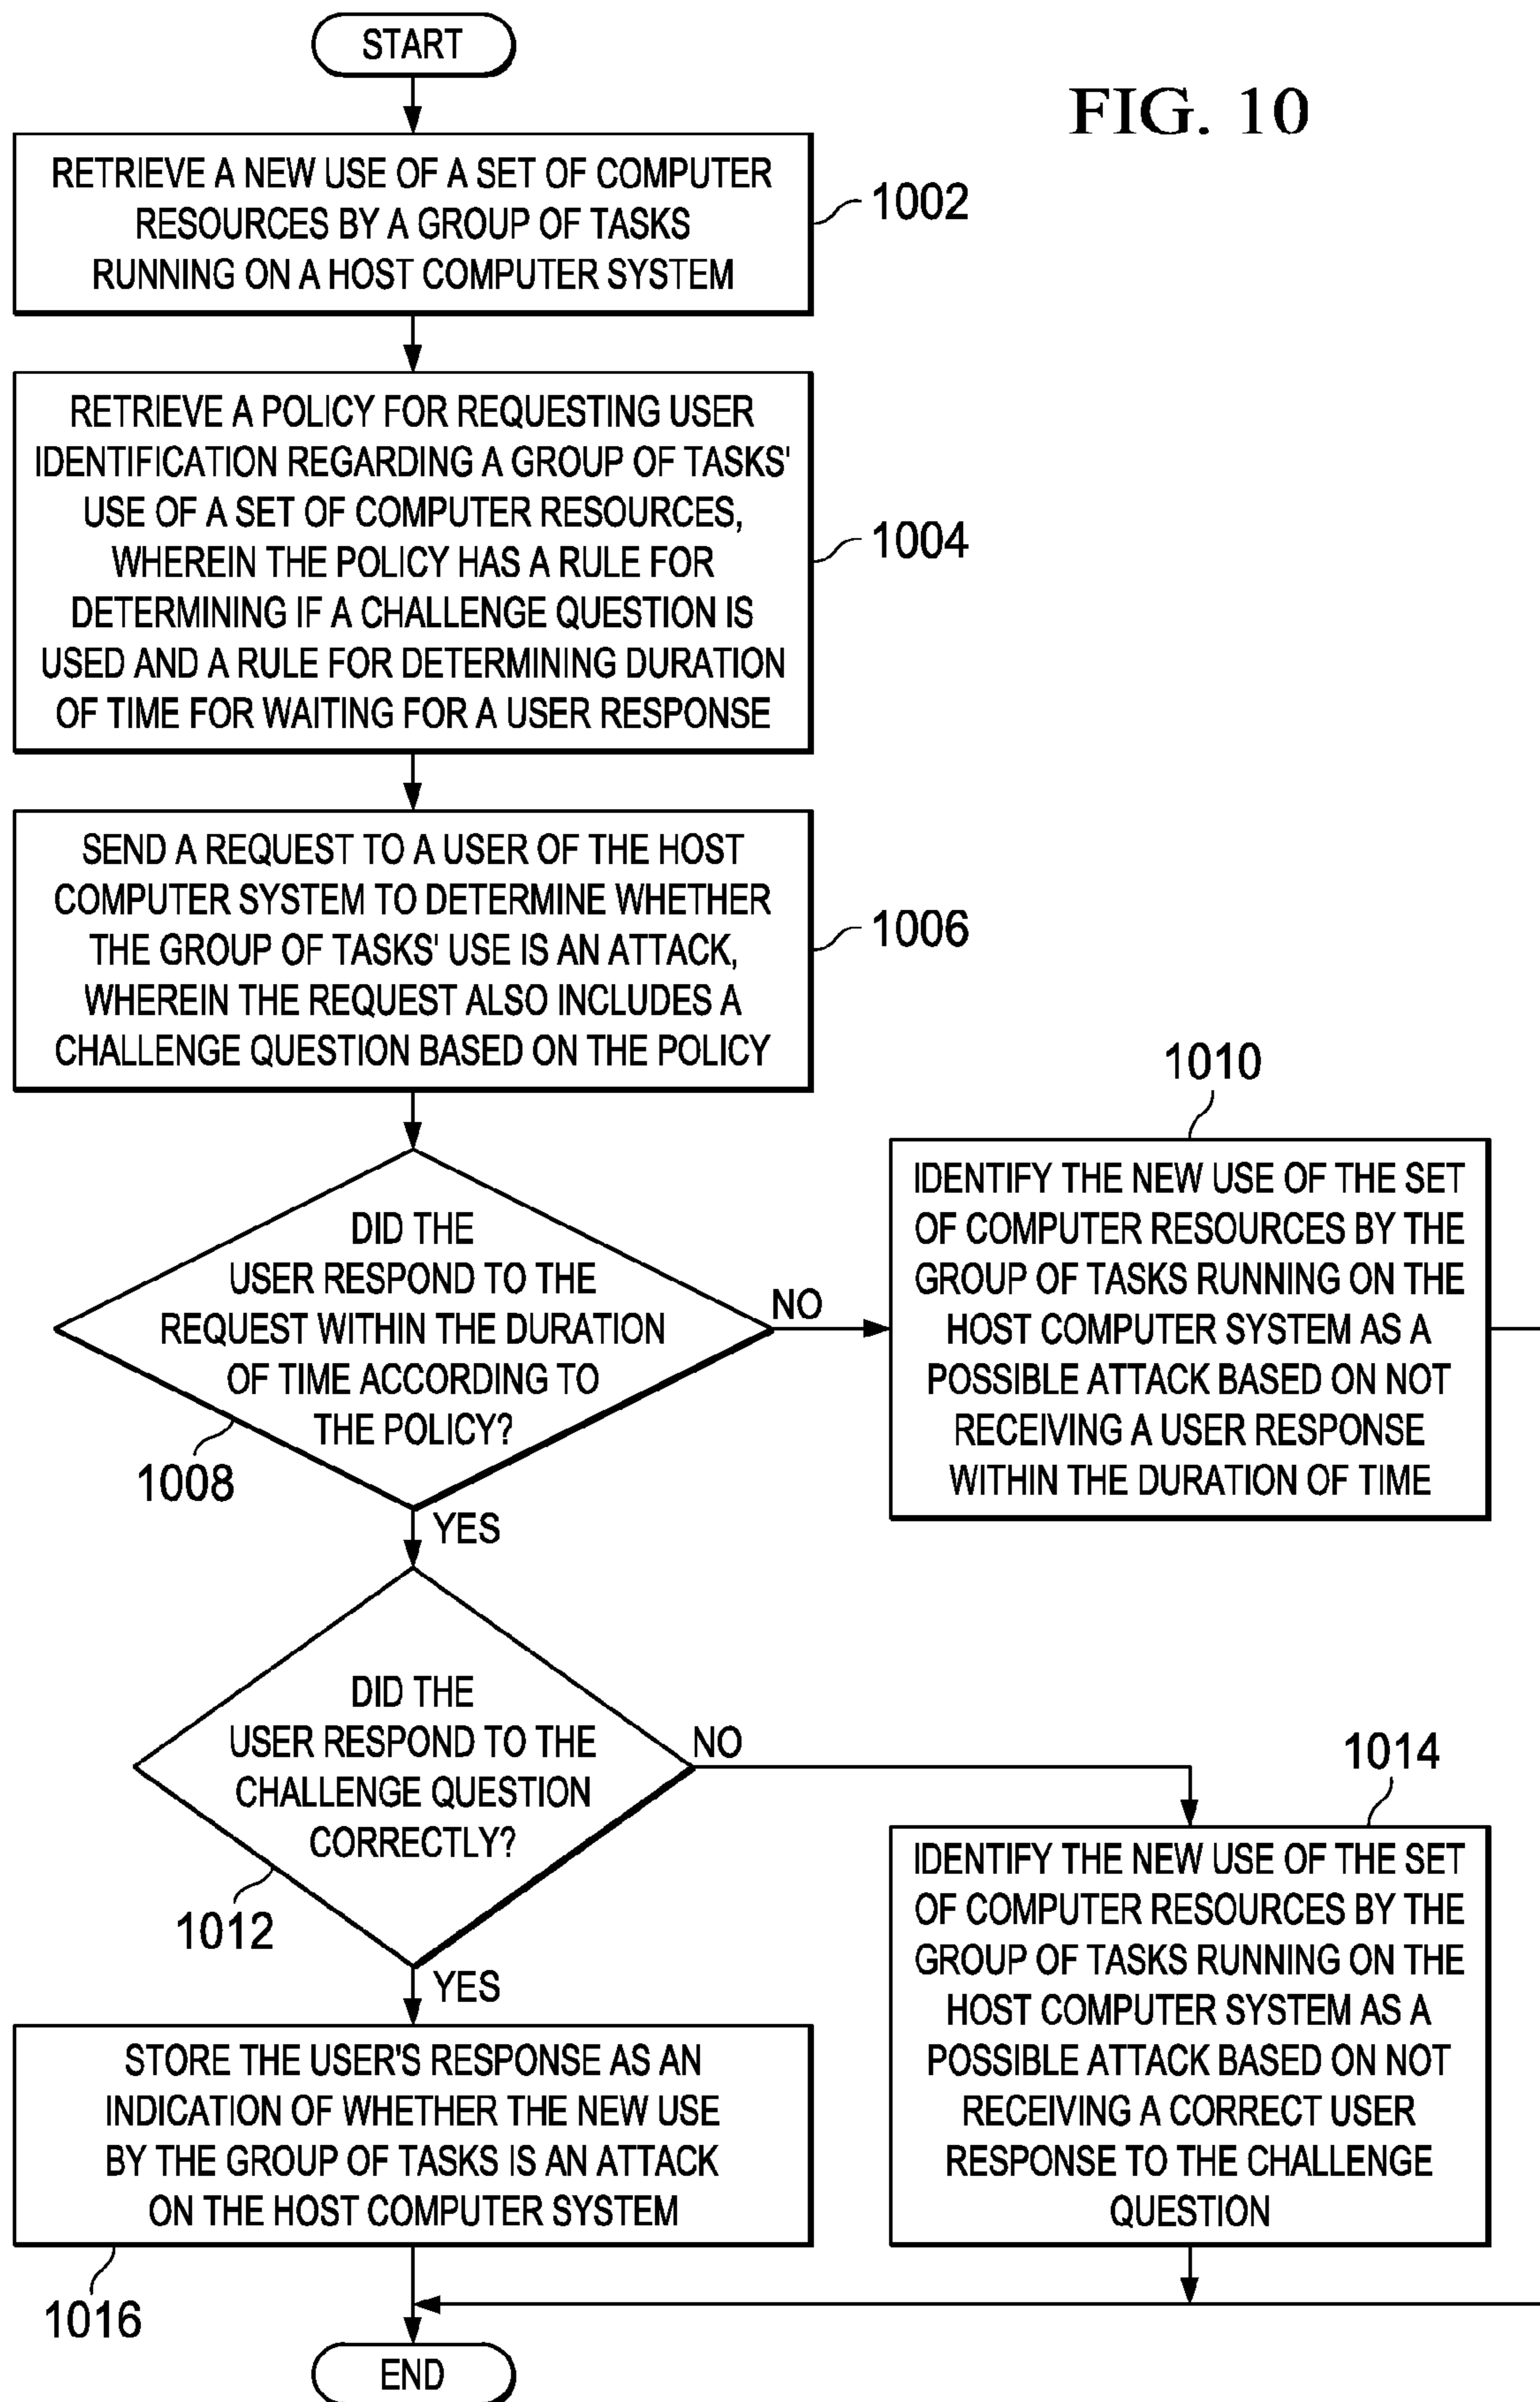 START
FIG. 10
RETRIEVE A NEW USE OF A SET OF COMPUTER
RESOURCES BY A GROUP OF TASKS
RUNNING ON A HOST COMPUTER SYSTEM
1002
RETRIEVE A POLICY FOR REQUESTING USER
IDENTIFICATION REGARDING A GROUP OF TASKS'
USE OF A SET OF COMPUTER RESOURCES,
WHEREIN THE POLICY HAS A RULE FOR
DETERMINING IF A CHALLENGE QUESTION IS
USED AND A RULE FOR DETERMINING DURATION
OF TIME FOR WAITING FOR A USER RESPONSE
1004
SEND A REQUEST TO A USER OF THE HOST
COMPUTER SYSTEM TO DETERMINE WHETHER
THE GROUP OF TASKS' USE IS AN ATTACK,
WHEREIN THE REQUEST ALSO INCLUDES A
CHALLENGE QUESTION BASED ON THE POLICY
1006
DID THE
USER RESPOND TO THE
REQUEST WITHIN THE DURATION
OF TIME ACCORDING TO
THE POLICY?
1008
NO
YES
1010
IDENTIFY THE NEW USE OF THE SET
OF COMPUTER RESOURCES BY THE
GROUP OF TASKS RUNNING ON THE
HOST COMPUTER SYSTEM AS A
POSSIBLE ATTACK BASED ON NOT
RECEIVING A USER RESPONSE
WITHIN THE DURATION OF TIME
DID THE
USER RESPOND TO THE
CHALLENGE QUESTION
CORRECTLY?
1012
NO
YES
1014
IDENTIFY THE NEW USE OF THE SET
OF COMPUTER RESOURCES BY THE
GROUP OF TASKS RUNNING ON THE
HOST COMPUTER SYSTEM AS A
POSSIBLE ATTACK BASED ON NOT
RECEIVING A CORRECT USER
RESPONSE TO THE CHALLENGE
QUESTION
STORE THE USER'S RESPONSE AS AN
INDICATION OF WHETHER THE NEW USE
BY THE GROUP OF TASKS IS AN ATTACK
ON THE HOST COMPUTER SYSTEM
1016
END